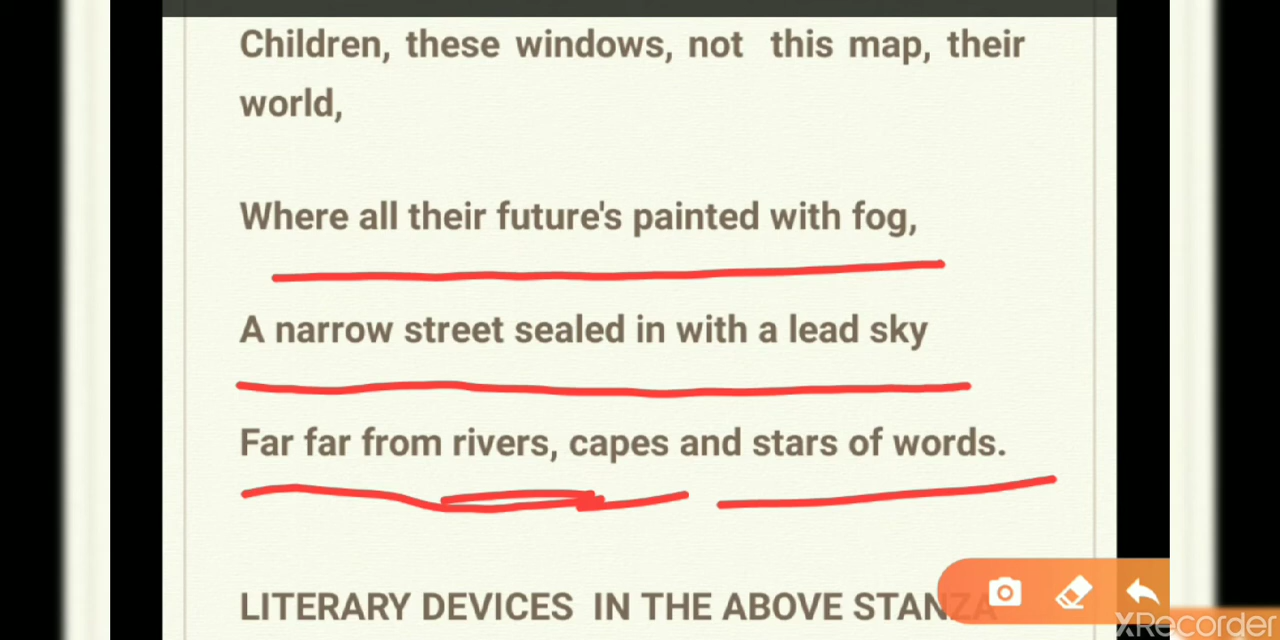 Children, these windows, not this map, their
world,
Where all their future's painted with fog,
A narrow street sealed in with a lead sky
Far far from rivers, capes and stars of words.
LITERARY DEVICES IN THE ABOVE STANZA
XRecorder